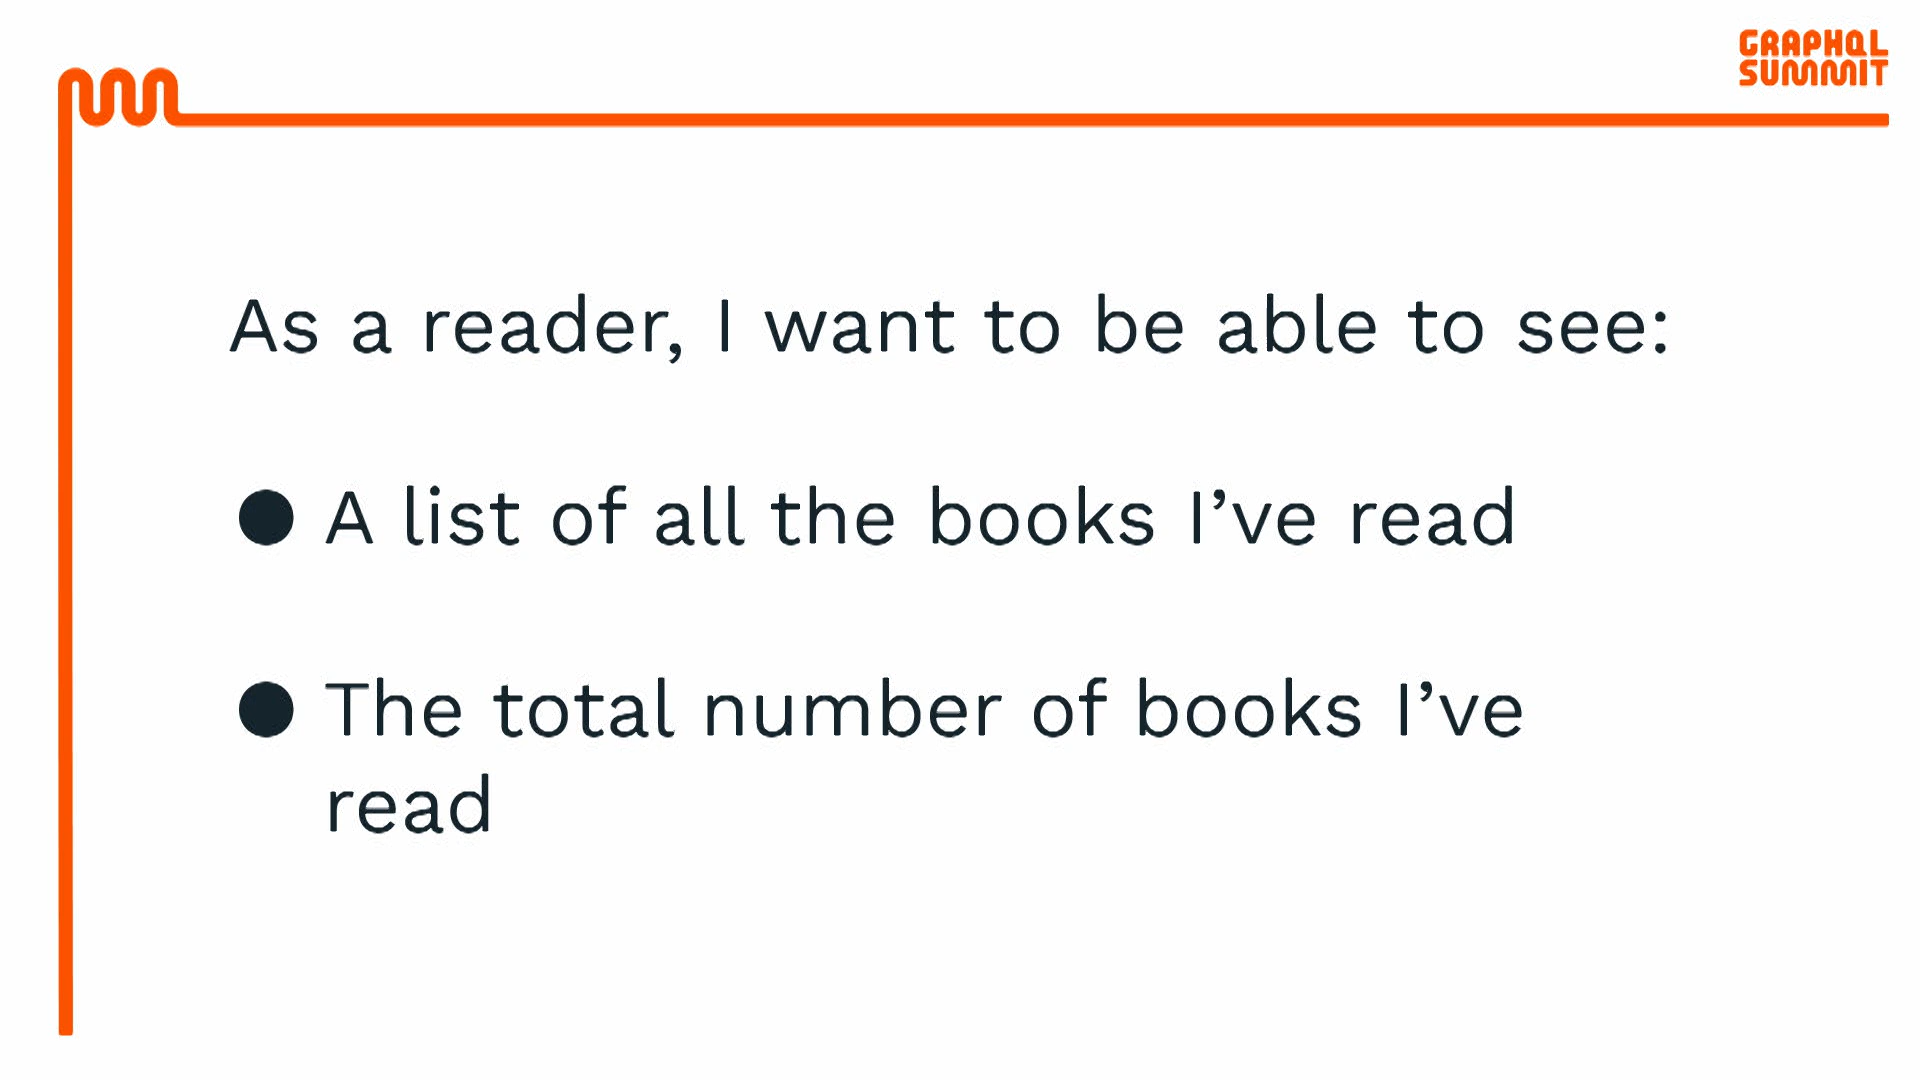 GRAPHQL
SUMMIT
As a reader, I want to be able to see:
● A list of all the books I’ve read
● The total number of books I’ve
read